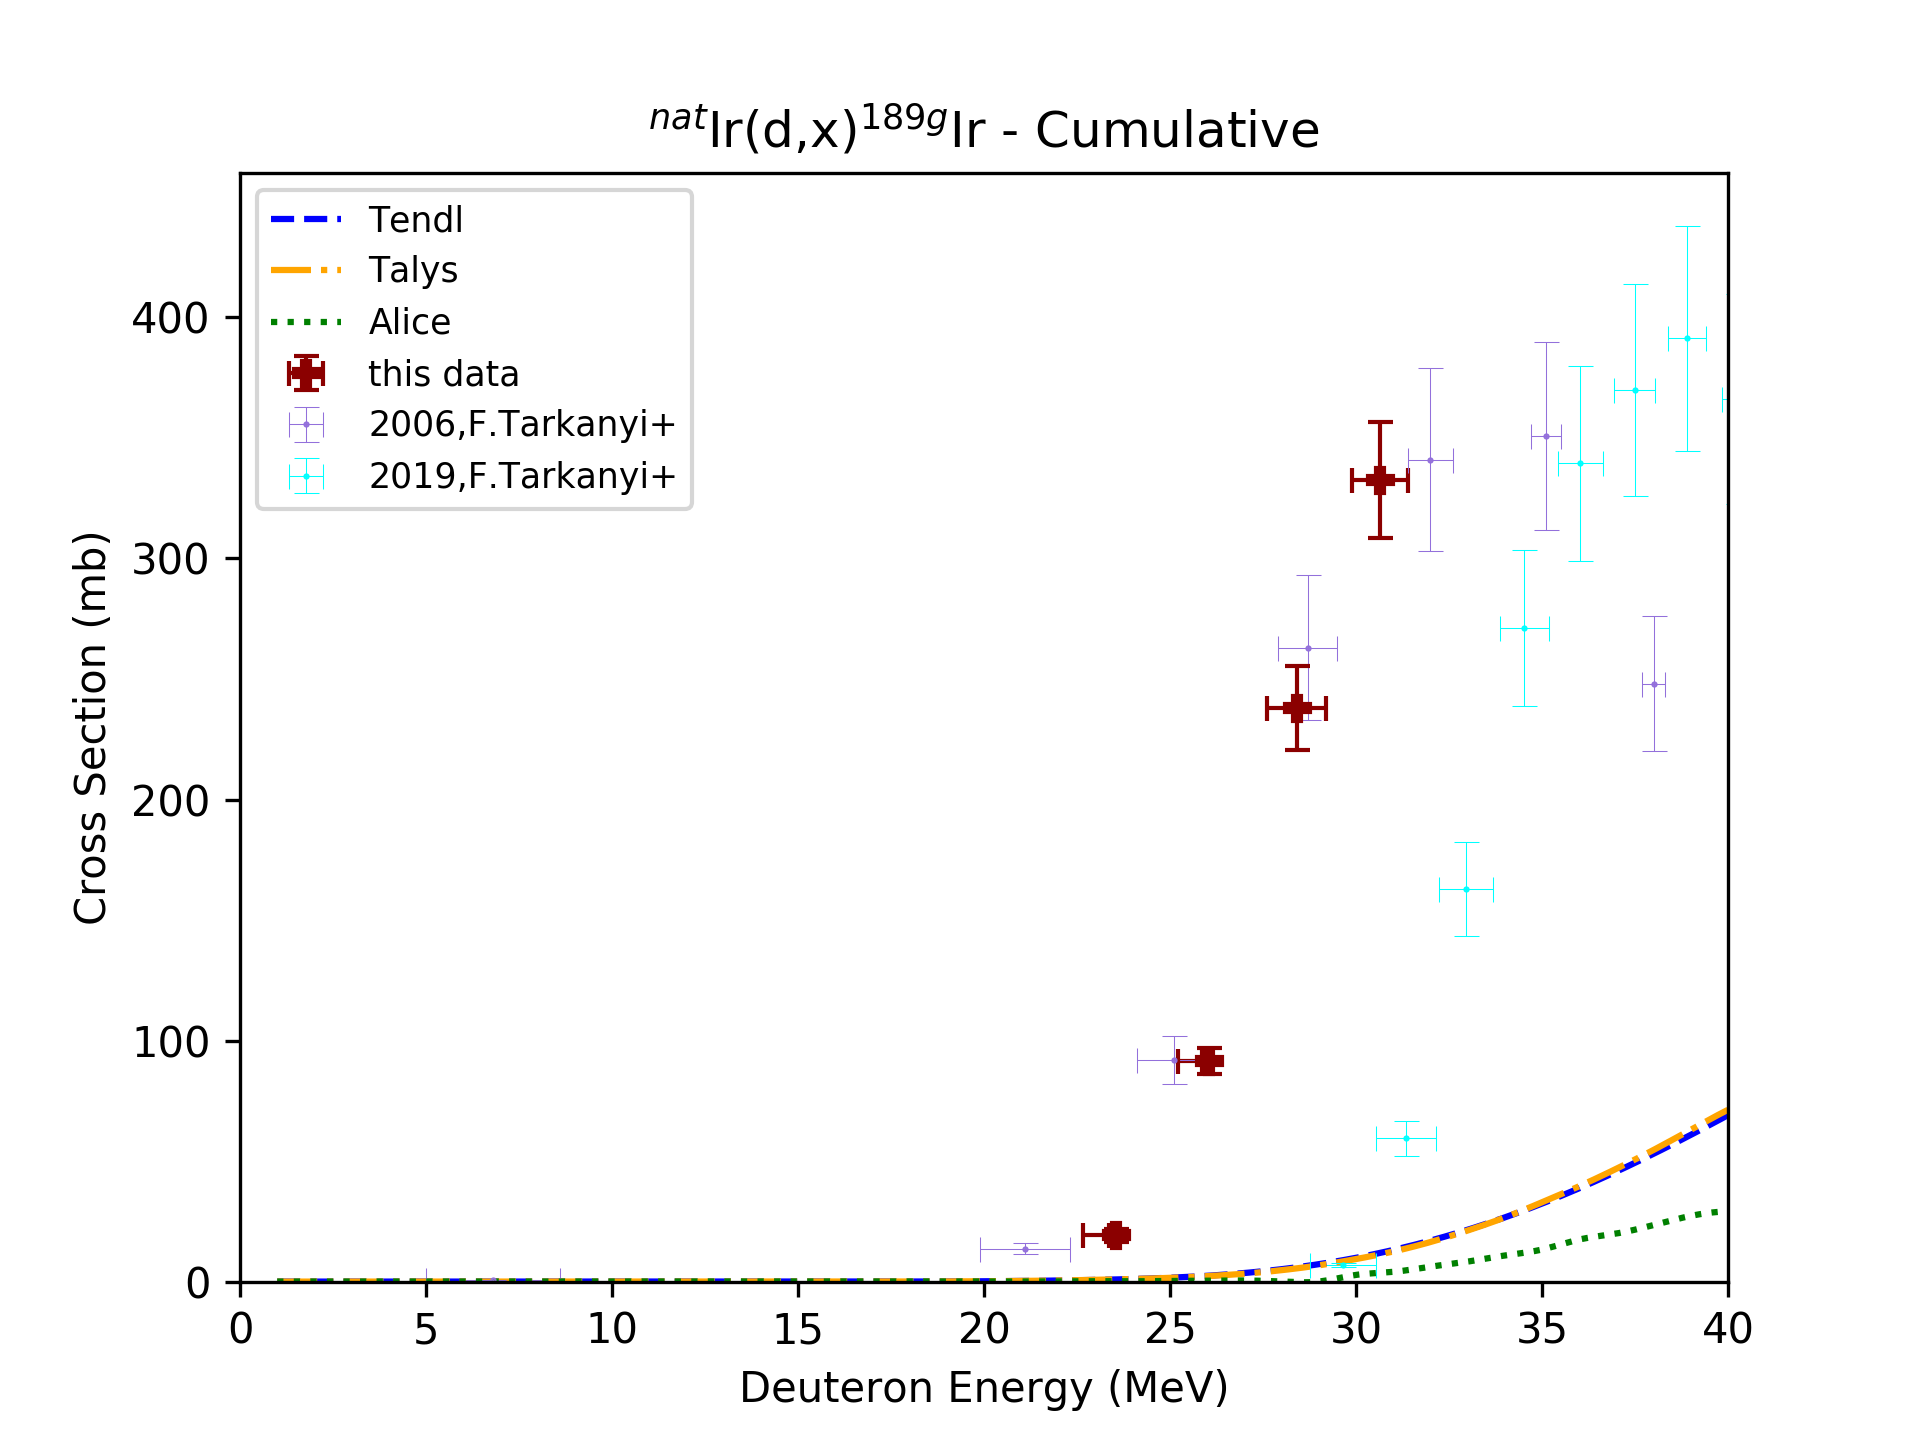 natIr(d,x)189gIr - Cumulative
Tendl
Talys
Alice
this data
2006,F.Tarkanyi+
2019,F.Tarkanyi+
Cross Section (mb)
400
300
200
100
0
0 5 10 15 20 25 30 35 40
Deuteron Energy (MeV)